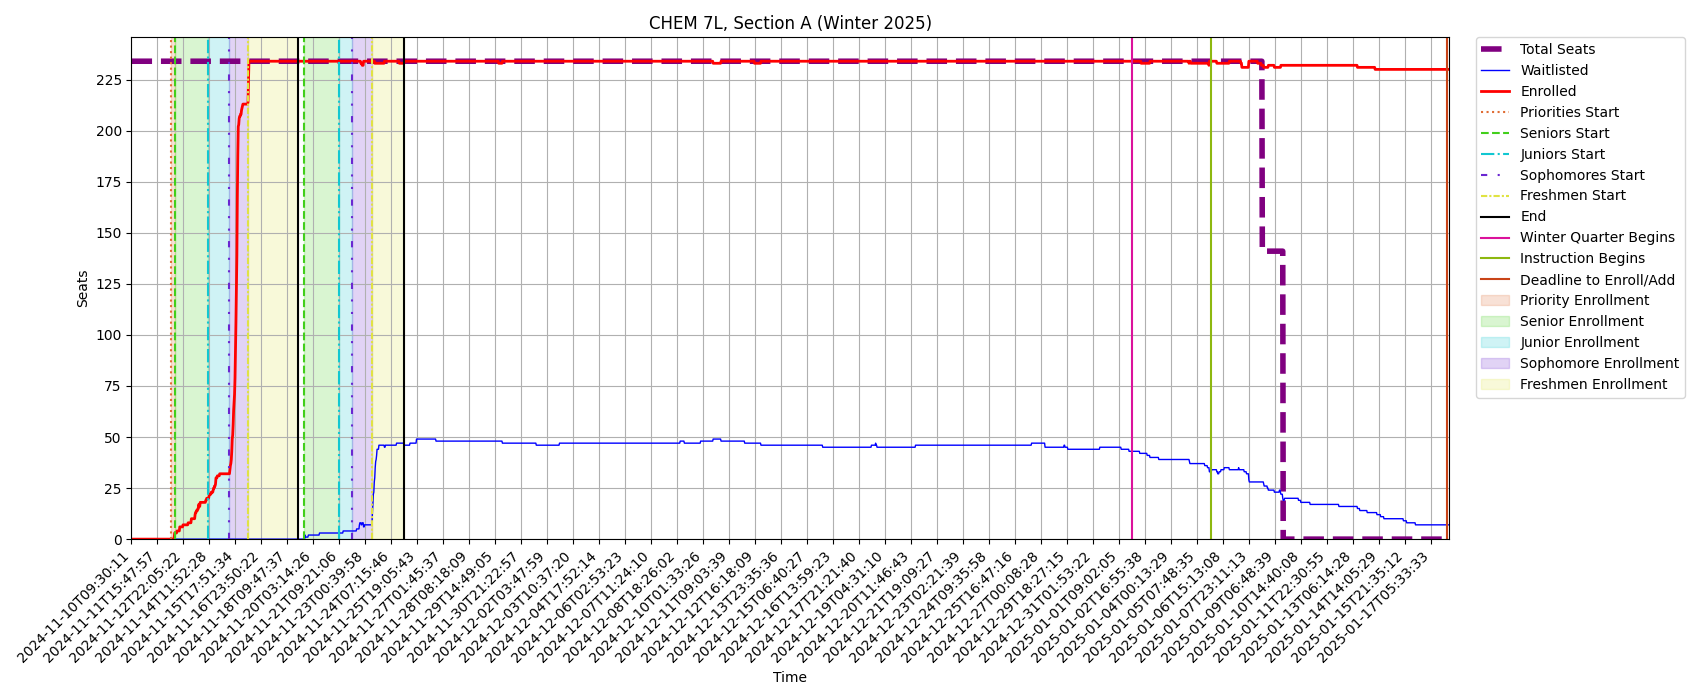 CHEM 7L, Section A (Winter 2025)
Seats
225
200
175
150
125
100
75
50
25
0
2024-11-10T09:30:11
2024-11-11T15:47:57
2024-11-12T22:05:22
2024-11-14T11:52:28
2024-11-15T17:51:34
2024-11-16T23:50:22
2024-11-18T09:47:37
2024-11-20T03:14:26
2024-11-21T09:21:06
2024-11-23T00:39:58
2024-11-24T07:15:46
2024-11-25T19:05:43
2024-11-27T01:45:37
2024-11-28T08:18:09
2024-11-29T14:49:05
2024-11-30T21:22:57
2024-12-02T03:47:59
2024-12-03T10:37:20
2024-12-04T17:52:14
2024-12-06T02:53:23
2024-12-07T11:24:10
2024-12-08T18:26:02
2024-12-10T01:33:26
2024-12-11T09:03:39
2024-12-12T16:18:09
2024-12-13T23:35:36
2024-12-15T06:40:27
2024-12-16T13:59:23
2024-12-17T21:21:40
2024-12-19T04:31:10
2024-12-20T11:46:43
2024-12-21T19:09:27
2024-12-23T02:21:39
2024-12-24T09:35:58
2024-12-25T16:47:16
2024-12-27T00:08:28
2024-12-29T18:27:15
2024-12-31T01:53:22
2025-01-01T09:02:05
2025-01-02T16:55:38
2025-01-04T00:13:29
2025-01-05T07:48:35
2025-01-06T15:13:08
2025-01-07T23:11:13
2025-01-09T06:48:39
2025-01-10T14:40:08
2025-01-11T22:30:55
2025-01-13T06:14:28
2025-01-14T14:05:29
2025-01-15T21:35:12
2025-01-17T05:33:33
Time
Total Seats
Waitlisted
Enrolled
Priorities Start
Seniors Start
Juniors Start
Sophomores Start
Freshmen Start
End
Winter Quarter Begins
Instruction Begins
Deadline to Enroll/Add
Priority Enrollment
Senior Enrollment
Junior Enrollment
Sophomore Enrollment
Freshmen Enrollment